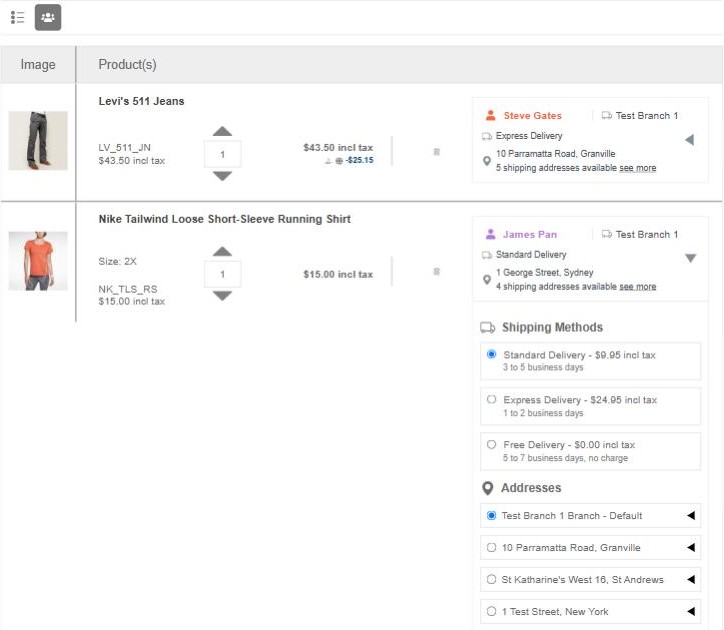 Image
Product(s)
Levi's 511 Jeans
LV_511_JN
$43.50 incl tax
1
$43.50 incl tax
-$25.15
Steve Gates
Test Branch 1
Express Delivery
10 Parramatta Road, Granville
5 shipping addresses available see more
Nike Tailwind Loose Short-Sleeve Running Shirt
Size: 2X
NK_TLS_RS
$15.00 incl tax
1
$15.00 incl tax
James Pan
Test Branch 1
Standard Delivery
1 George Street, Sydney
4 shipping addresses available see more
Shipping Methods
Standard Delivery - $9.95 incl tax
3 to 5 business days
Express Delivery - $24.95 incl tax
1 to 2 business days
Free Delivery - $0.00 incl tax
5 to 7 business days, no charge
Addresses
Test Branch 1 Branch - Default
10 Parramatta Road, Granville
St Katharine's West 16, St Andrews
1 Test Street, New York